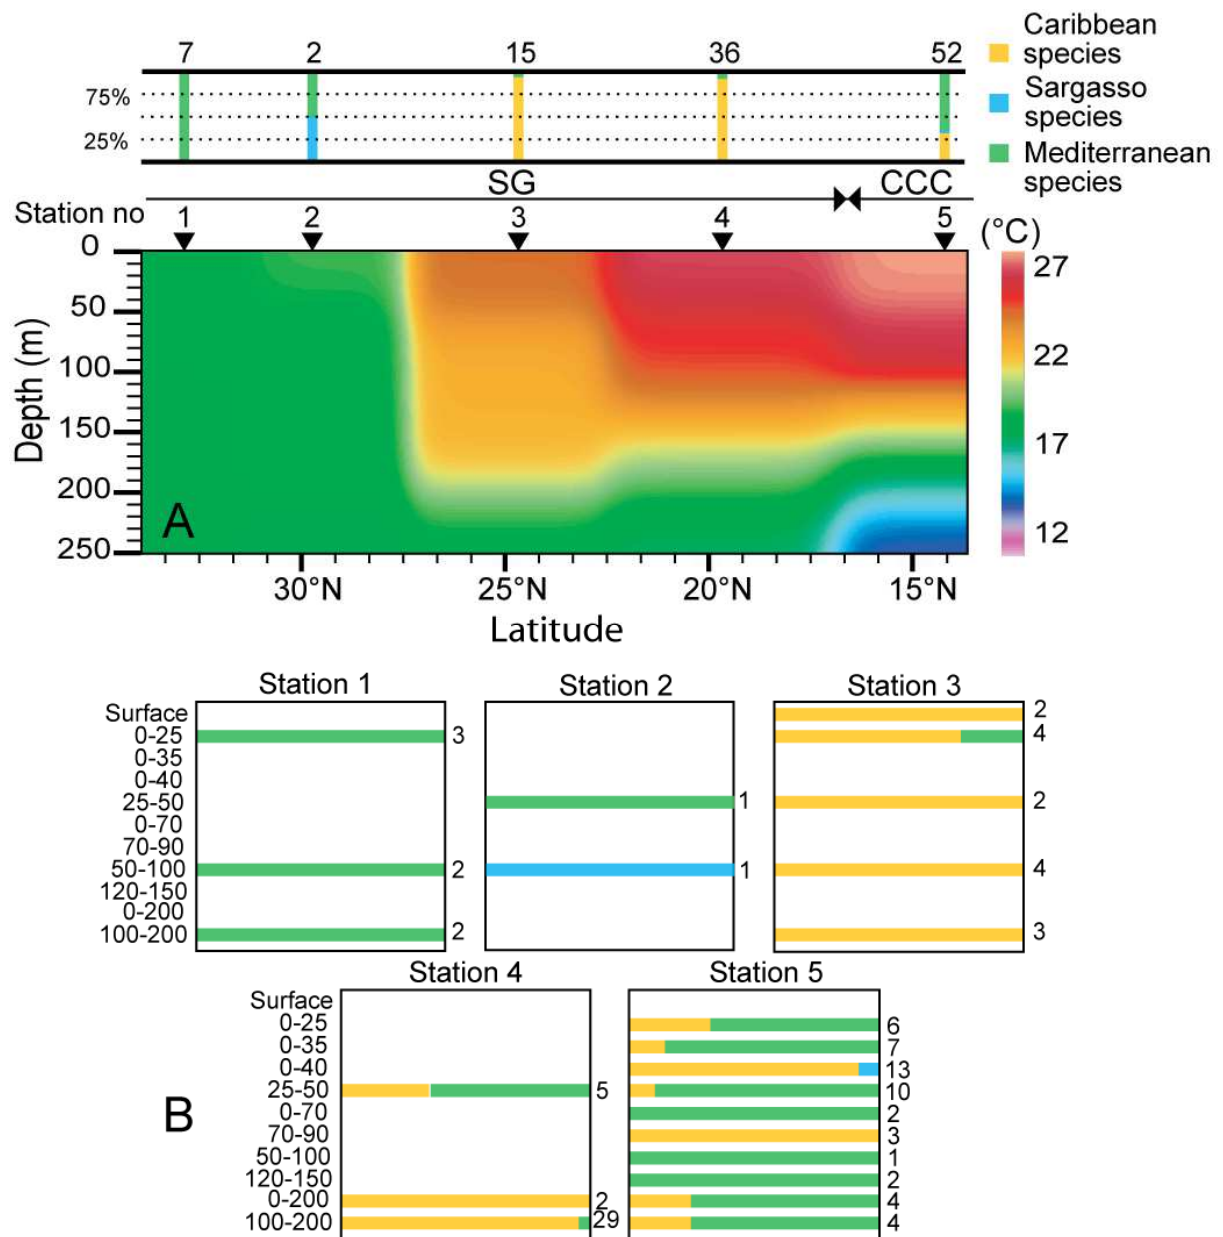 7 2 15 36 52
75%
25%
Caribbean
species
Sargasso
species
Mediterranean
species
SG CCC
Station no 1 2 3 4 5 (°C)
0
50
100
150
200
250
Depth (m)
A
27
22
17
12
30°N 25°N 20°N 15°N
Latitude
Station 1 Station 2 Station 3
Surface 2
0-25 3 4
0-35
0-40
25-50 1 2
0-70
70-90
50-100 2 1 4
120-150
0-200
100-200 2 3
Station 4 Station 5
Surface
0-25 6
0-35 7
0-40 13
25-50 5 10
0-70 2
70-90 3
50-100 1
120-150 2
0-200 2 4
100-200 29 4
B